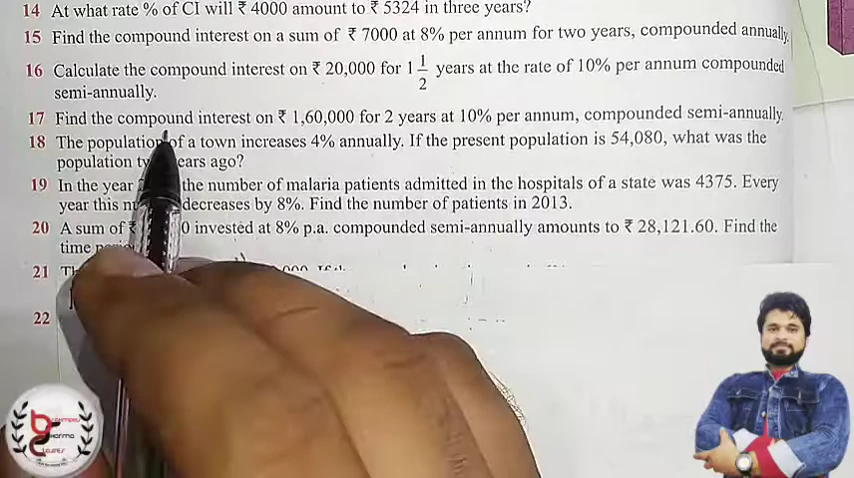 14 At what rate % of CI will ₹ 4000 amount to ₹ 5324 in three years?
15 Find the compound interest on a sum of ₹ 7000 at 8% per annum for two years, compounded annually.
16 Calculate the compound interest on ₹ 20,000 for 1 1/2 years at the rate of 10% per annum compounded
semi-annually.
17 Find the compound interest on ₹ 1,60,000 for 2 years at 10% per annum, compounded semi-annually.
18 The population of a town increases 4% annually. If the present population is 54,080, what was the
population ears ago?
19 In the year the number of malaria patients admitted in the hospitals of a state was 4375. Every
year this decreases by 8%. Find the number of patients in 2013.
20 A sum of ₹ 0 invested at 8% p.a. compounded semi-annually amounts to ₹ 28,121.60. Find the
time
21
22